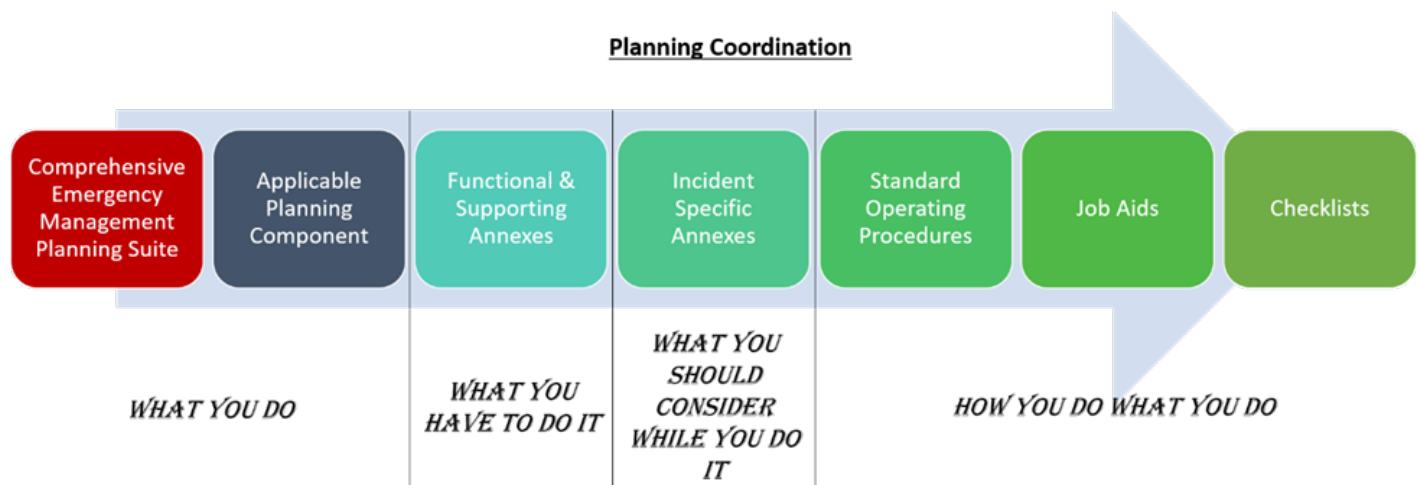 Planning Coordination
Comprehensive
Emergency
Management
Planning Suite
Applicable
Planning
Component
Functional &
Supporting
Annexes
Incident
Specific
Annexes
Standard
Operating
Procedures
Job Aids
Checklists
WHAT YOU DO
WHAT YOU
HAVE TO DO IT
WHAT YOU
SHOULD
CONSIDER
WHILE YOU DO
IT
HOW YOU DO WHAT YOU DO